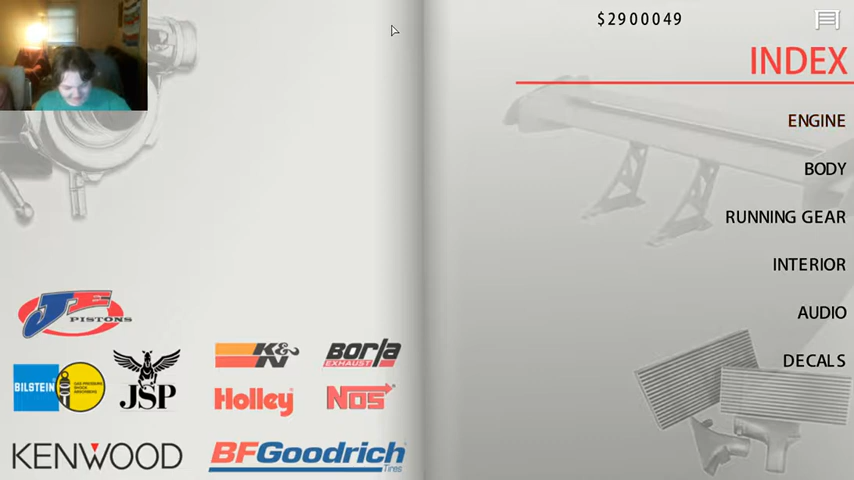 $2900049
INDEX
ENGINE
BODY
RUNNING GEAR
INTERIOR
AUDIO
DECALS
JE PISTONS
BILSTEIN
JSP
K&N
Borla
EXHAUST
Holley
NOS
KENWOOD
BFGoodrich
Tires